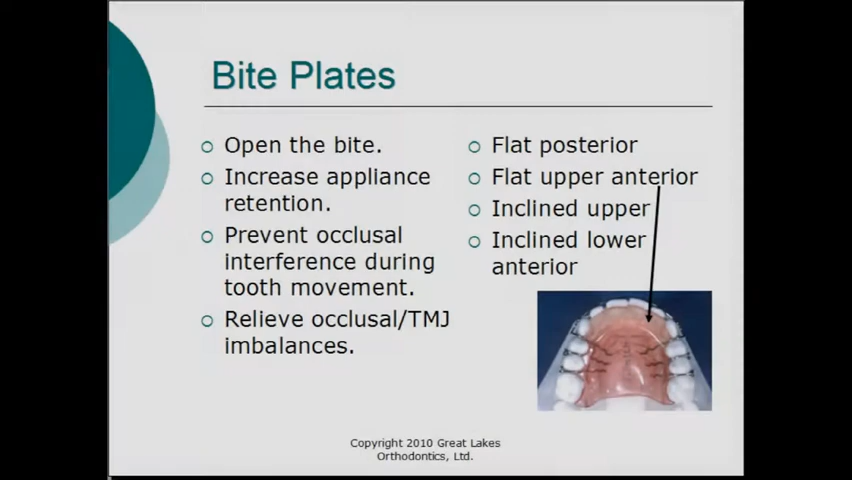 Bite Plates
Open the bite.
Increase appliance
retention.
Prevent occlusal
interference during
tooth movement.
Relieve occlusal/TMJ
imbalances.
Flat posterior
Flat upper anterior
Inclined upper
Inclined lower
anterior
Copyright 2010 Great Lakes
Orthodontics, Ltd.